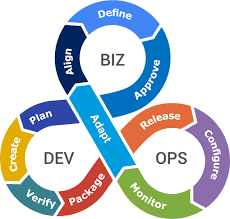 Define
Align
BIZ
Approve
Plan
Adapt
Release
Create
DEV
OPS
Configure
Verify
Package
Monitor